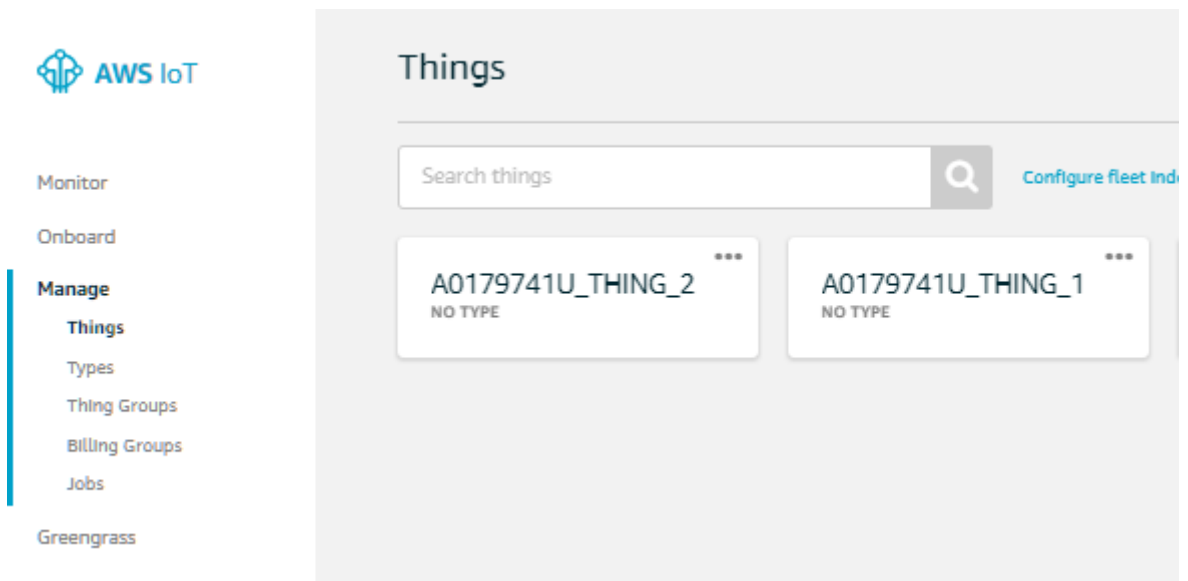 AWS IoT
Monitor
Onboard
Manage
Things
Types
Thing Groups
Billing Groups
Jobs
Greengrass
Things
Search things
Configure fleet
A0179741U_THING_2
NO TYPE
A0179741U_THING_1
NO TYPE